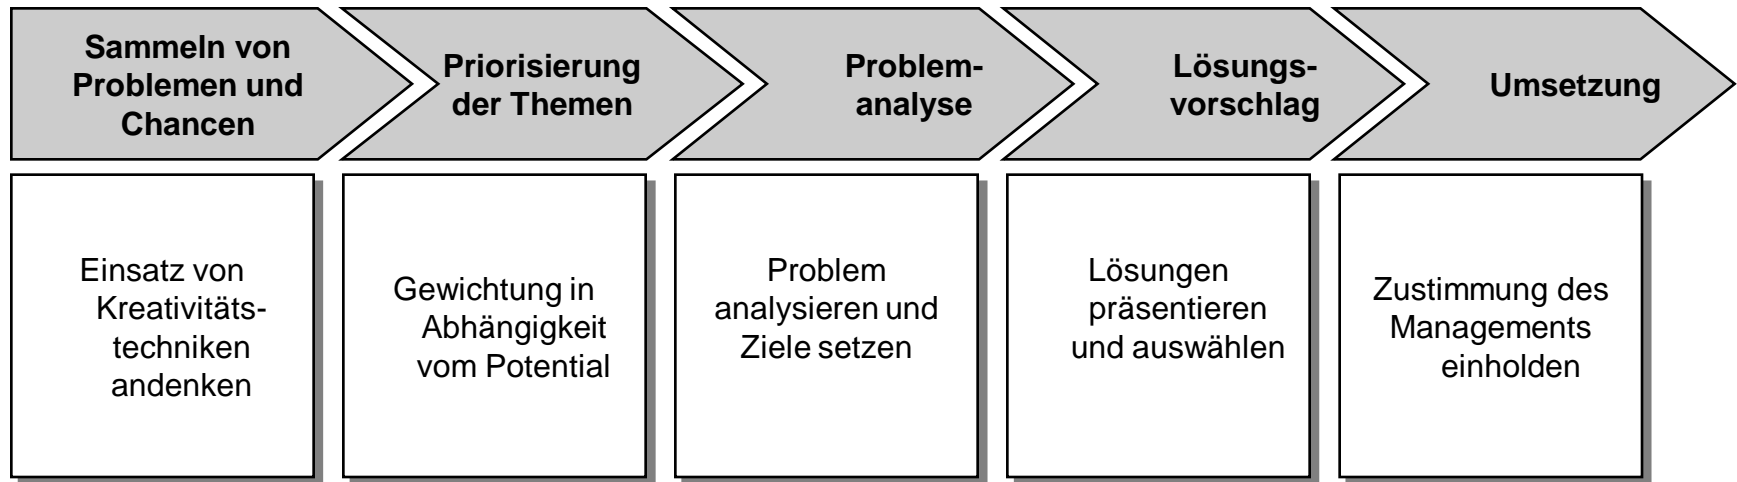 Sammeln von
Problemen und
Chancen
Priorisierung
der Themen
Problem-
analyse
Lösungs-
vorschlag
Umsetzung
Einsatz von
Kreativitäts-
techniken
andenken
Gewichtung in
Abhängigkeit
vom Potential
Problem
analysieren und
Ziele setzen
Lösungen
präsentieren
und auswählen
Zustimmung des
Managements
einholden